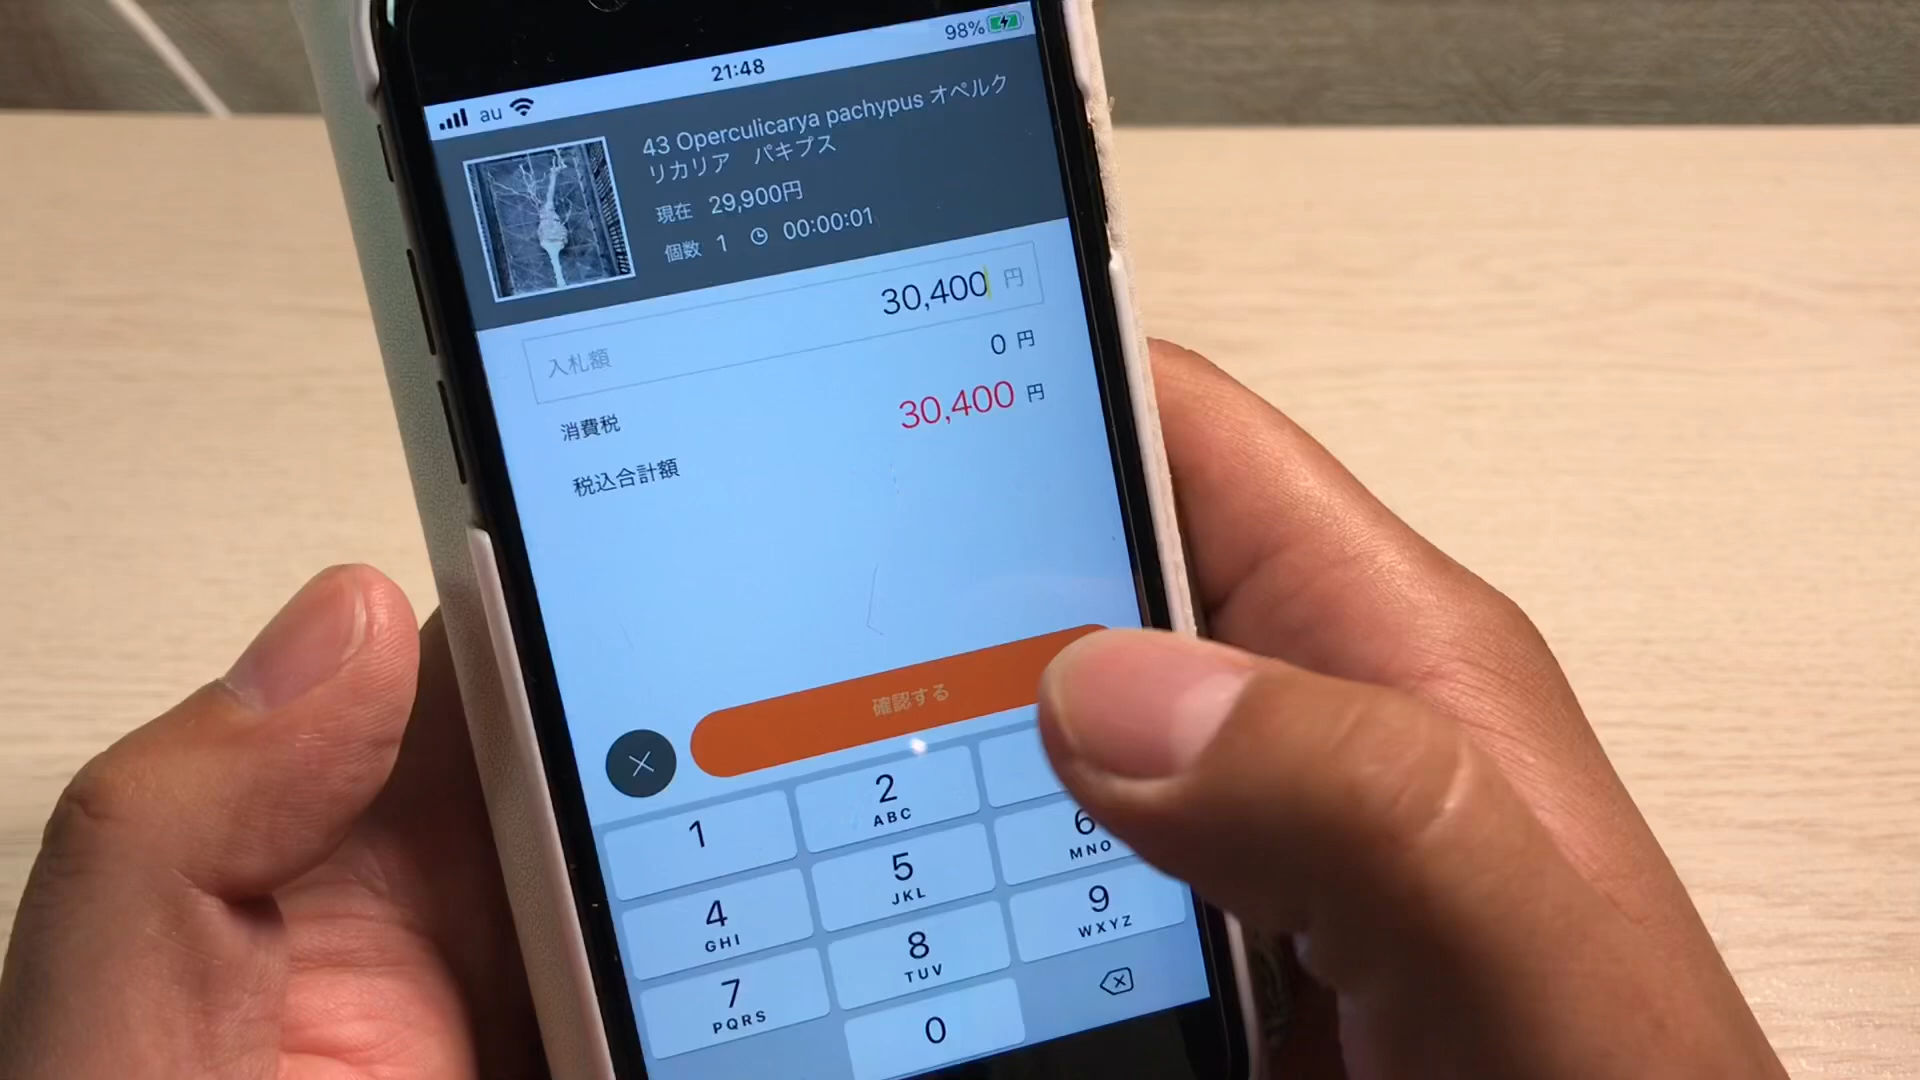 98%
21:48
au
43 Operculicarya pachypus オペルク
リカリア パキプス
現在 29,900円
個数 1 00:00:01
入札額 30,400 円
消費税 0 円
税込合計額 30,400 円
確認する
1
2
ABC
4
GHI
5
JKL
6
MNO
7
PQRS
8
TUV
9
WXYZ
0